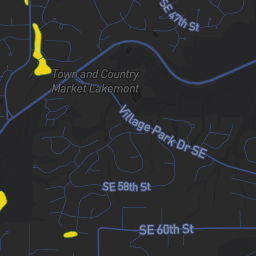 SE 47th St
Town and Country
Market Lakemont
Village Park Dr SE
SE 58th St
SE 60th St